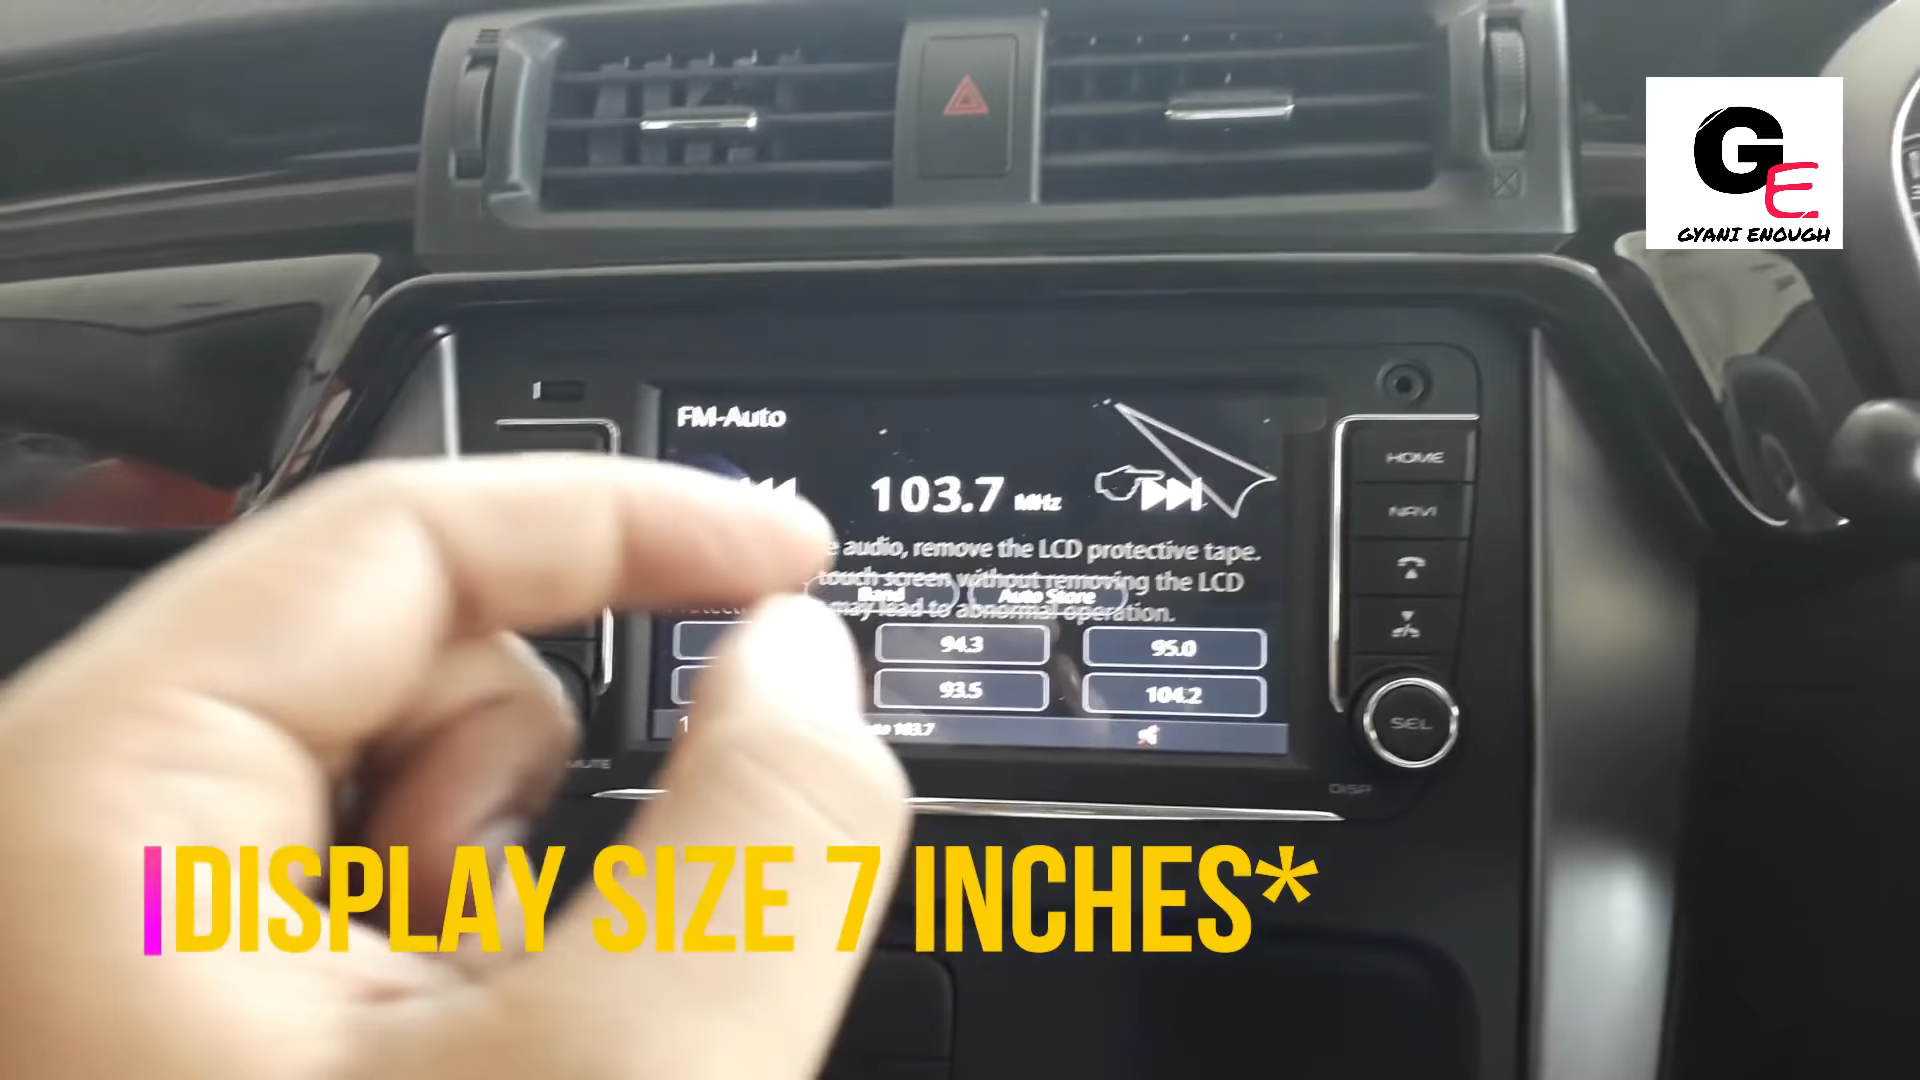 GE
GYANI ENOUGH
FM-Auto
HOME
103.7 MHz
NAVI
audio, remove the LCD protective tape.
touch screen without removing the LCD
Band
Auto Store
may lead to abnormal operation.
94.3
95.0
93.5
104.2
SEL
103.7
MUTE
DISP
DISPLAY SIZE 7 INCHES*